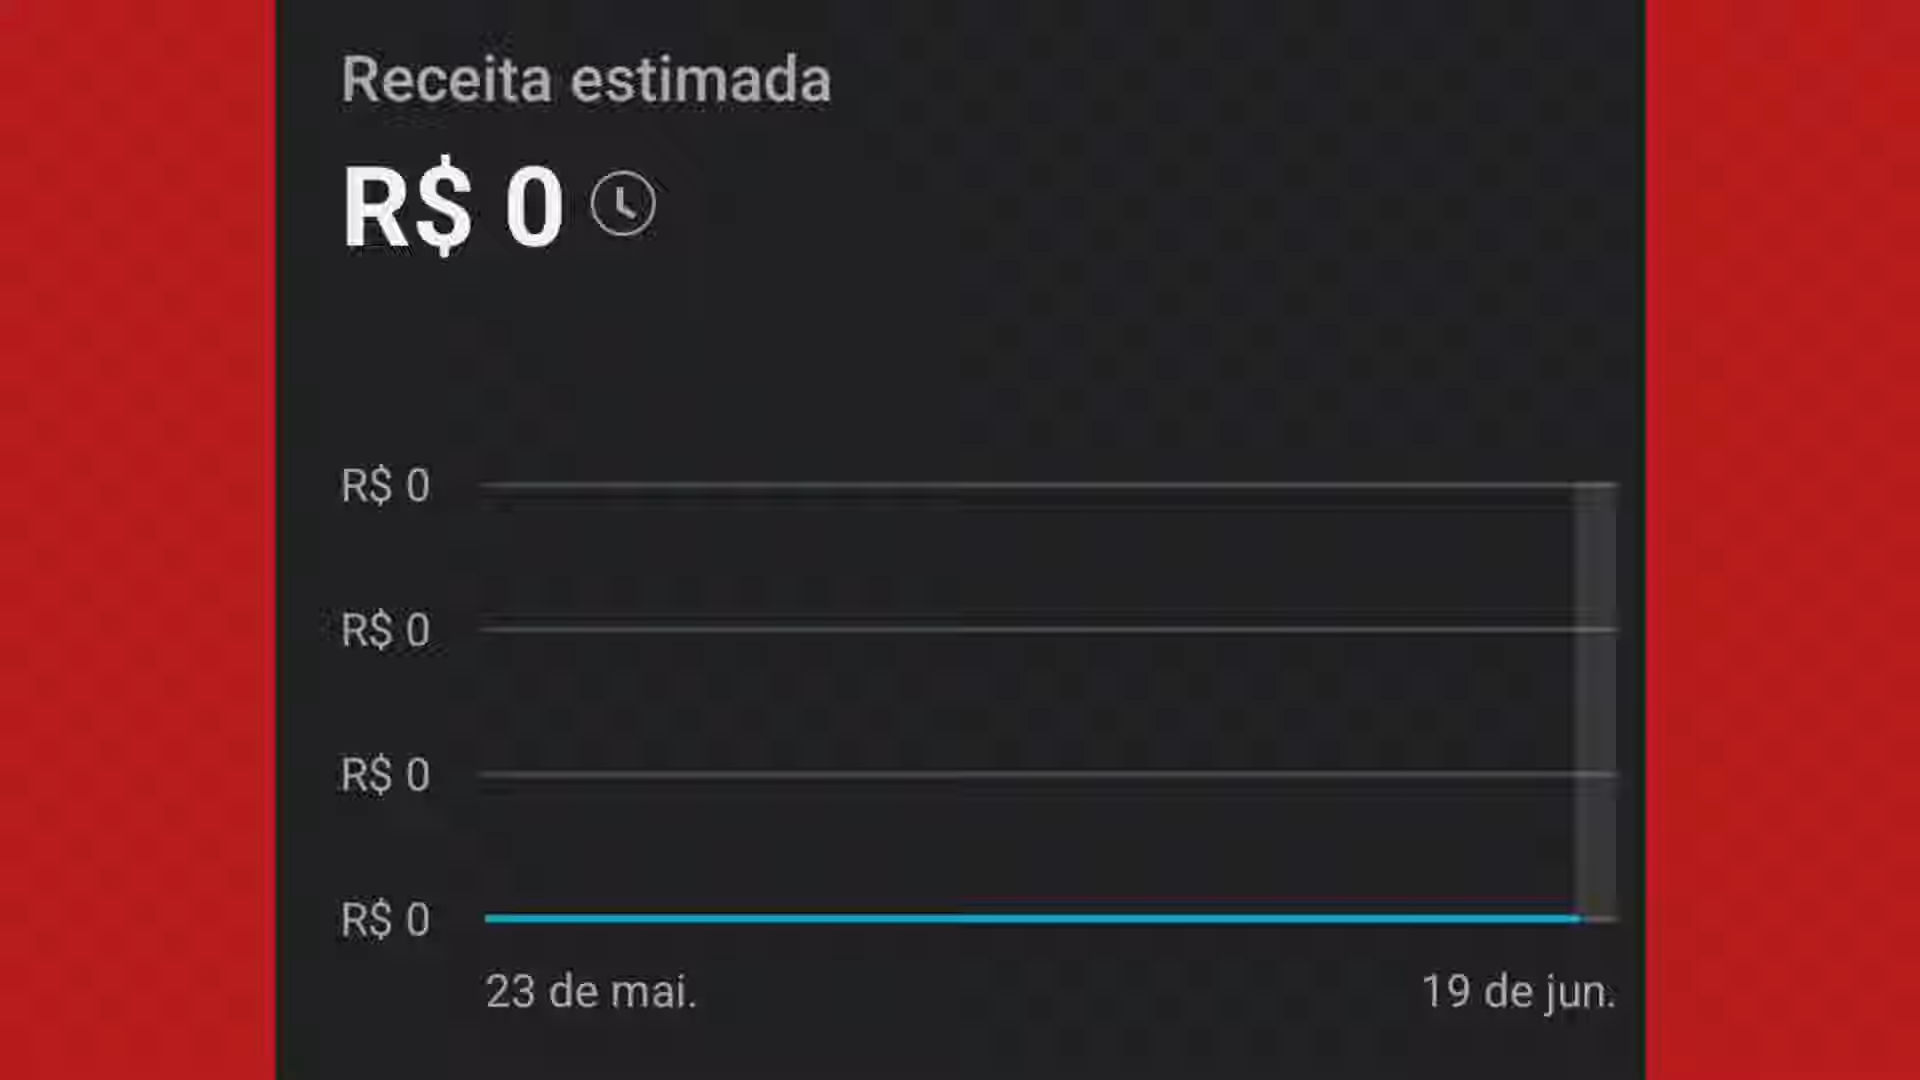 Receita estimada
R$ 0
R$ 0
R$ 0
R$ 0
R$ 0
23 de mai.
19 de jun.